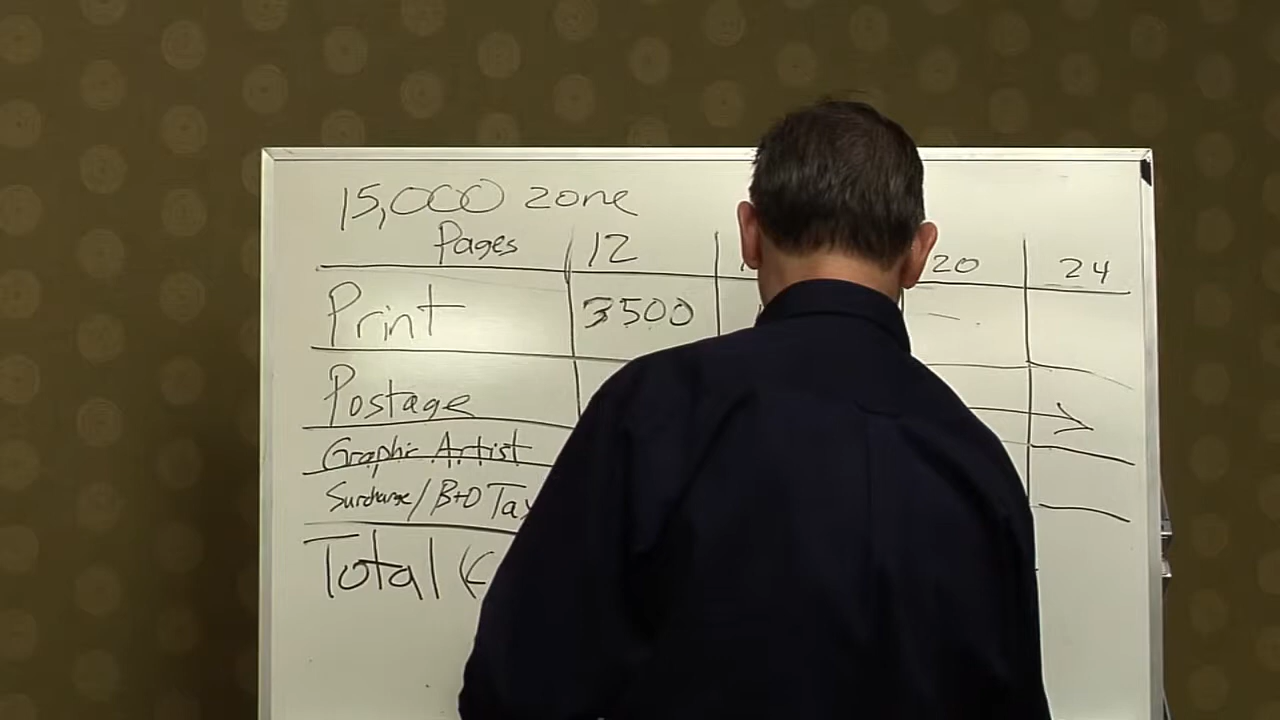 15,000 zone
Pages 12 20 24
Print 3500
Postage
Graphic Artist
Surcharge/B+O Tax
Total